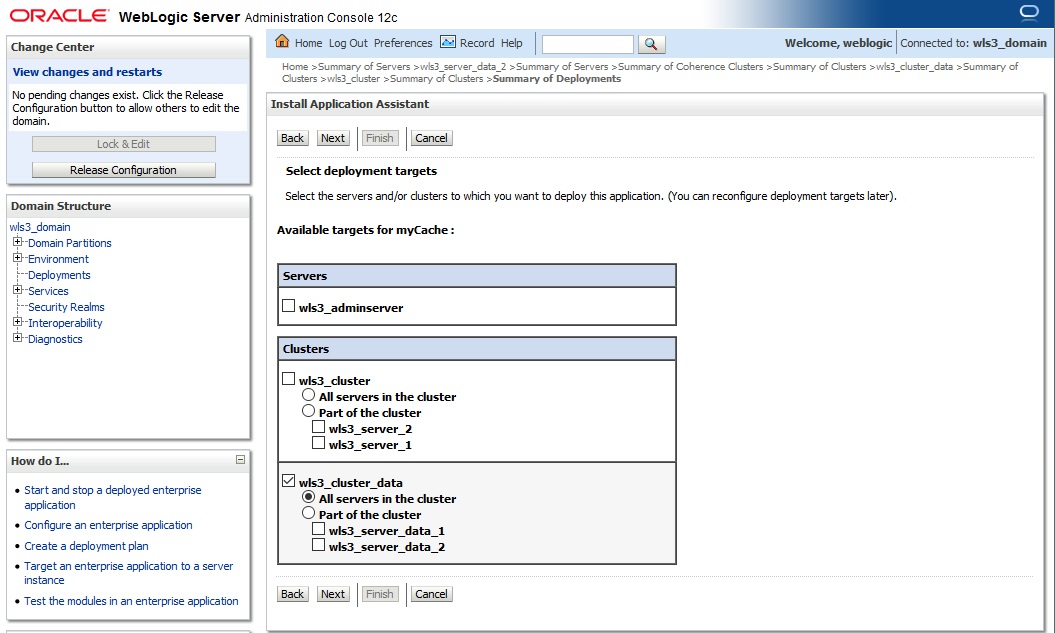 ORACLE WebLogic Server Administration Console 12c
Change Center
View changes and restarts
No pending changes exist. Click the Release
Configuration button to allow others to edit the
domain.
Lock & Edit
Release Configuration
Domain Structure
wls3_domain
Domain Partitions
Environment
Deployments
Services
Security Realms
Interoperability
Diagnostics
How do I...
Start and stop a deployed enterprise
application
Configure an enterprise application
Create a deployment plan
Target an enterprise application to a server
instance
Test the modules in an enterprise application
Home Log Out Preferences Record Help
Welcome, weblogic Connected to: wls3_domain
Home >Summary of Servers >wls3_server_data_2 >Summary of Servers >Summary of Coherence Clusters >Summary of Clusters >wls3_cluster_data >Summary of
Clusters >wls3_cluster >Summary of Clusters >Summary of Deployments
Install Application Assistant
Back Next Finish Cancel
Select deployment targets
Select the servers and/or clusters to which you want to deploy this application. (You can reconfigure deployment targets later).
Available targets for myCache :
Servers
wls3_adminserver
Clusters
wls3_cluster
All servers in the cluster
Part of the cluster
wls3_server_2
wls3_server_1
wls3_cluster_data
All servers in the cluster
Part of the cluster
wls3_server_data_1
wls3_server_data_2
Back Next Finish Cancel